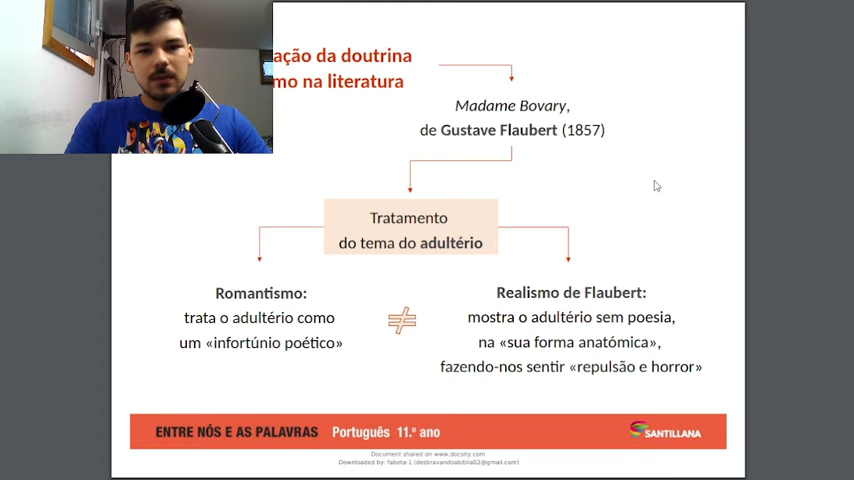 ação da doutrina
mo na literatura
Madame Bovary,
de Gustave Flaubert (1857)
Tratamento
do tema do adultério
Romantismo:
trata o adultério como
um «infortúnio poético»
≠
Realismo de Flaubert:
mostra o adultério sem poesia,
na «sua forma anatómica»,
fazendo-nos sentir «repulsão e horror»
ENTRE NÓS E AS PALAVRAS Português 11.º ano
SANTILLANA
Document shared on www.docsity.com
Downloaded by: fabeta-1 (desbravandoabiblia02@gmail.com)